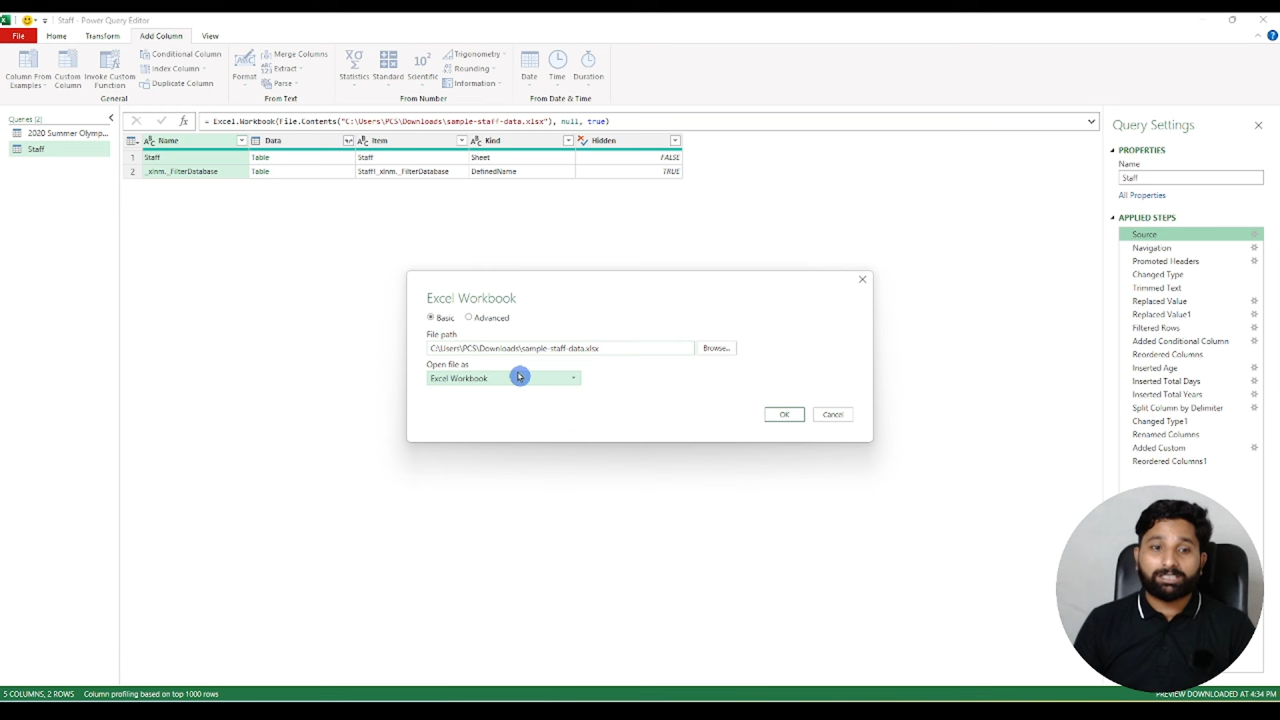 Staff - Power Query Editor
File Home Transform Add Column View
Column From Examples
Custom Column
Invoke Custom Function
Conditional Column
Index Column
Duplicate Column
General
Format
Merge Columns
Extract
Parse
From Text
Statistics
Standard
Scientific
10²
Trigonometry
Rounding
Information
From Number
Date
Time
Duration
From Date & Time
Queries [2]
2020 Summer Olymp...
Staff
= Excel.Workbook(File.Contents("C:\Users\PCS\Downloads\sample-staff-data.xlsx"), null, true)
Name Data Item Kind Hidden
1 Staff Table Staff Sheet FALSE
2 _xlnm._FilterDatabase Table Staff!_xlnm._FilterDatabase DefinedName TRUE
Excel Workbook
Basic Advanced
File path
C:\Users\PCS\Downloads\sample-staff-data.xlsx Browse...
Open file as
Excel Workbook
OK Cancel
Query Settings
PROPERTIES
Name
Staff
All Properties
APPLIED STEPS
Source
Navigation
Promoted Headers
Changed Type
Trimmed Text
Replaced Value
Replaced Value1
Filtered Rows
Added Conditional Column
Reordered Columns
Inserted Age
Inserted Total Days
Inserted Total Years
Split Column by Delimiter
Changed Type1
Renamed Columns
Added Custom
Reordered Columns1
5 COLUMNS, 2 ROWS Column profiling based on top 1000 rows
PREVIEW DOWNLOADED AT 4:34 PM